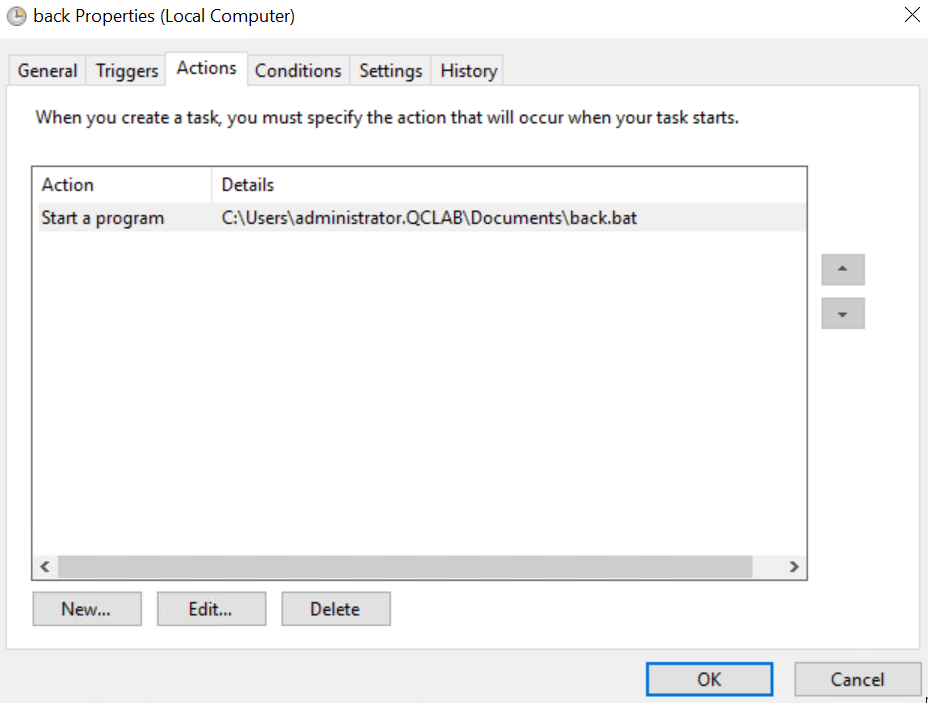 back Properties (Local Computer)
General Triggers Actions Conditions Settings History
When you create a task, you must specify the action that will occur when your task starts.
Action Details
Start a program C:\Users\administrator.QCLAB\Documents\back.bat
New... Edit... Delete
OK Cancel